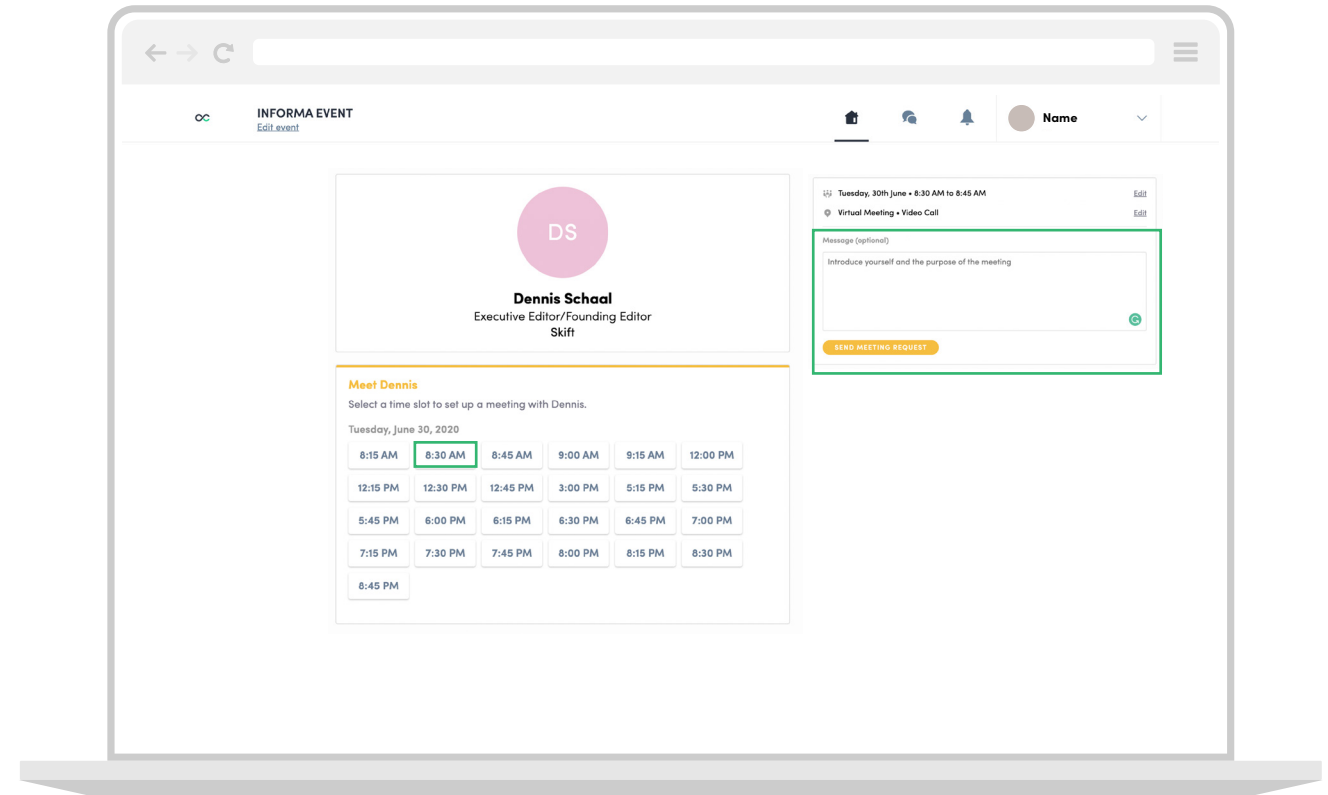 INFORMA EVENT
Edit event
Name
DS
Dennis Schaal
Executive Editor/Founding Editor
Skift
Meet Dennis
Select a time slot to set up a meeting with Dennis.
Tuesday, June 30, 2020
8:15 AM 8:30 AM 8:45 AM 9:00 AM 9:15 AM 12:00 PM
12:15 PM 12:30 PM 12:45 PM 3:00 PM 5:15 PM 5:30 PM
5:45 PM 6:00 PM 6:15 PM 6:30 PM 6:45 PM 7:00 PM
7:15 PM 7:30 PM 7:45 PM 8:00 PM 8:15 PM 8:30 PM
8:45 PM
Tuesday, 30th June • 8:30 AM to 8:45 AM Edit
Virtual Meeting • Video Call Edit
Message (optional)
Introduce yourself and the purpose of the meeting
SEND MEETING REQUEST